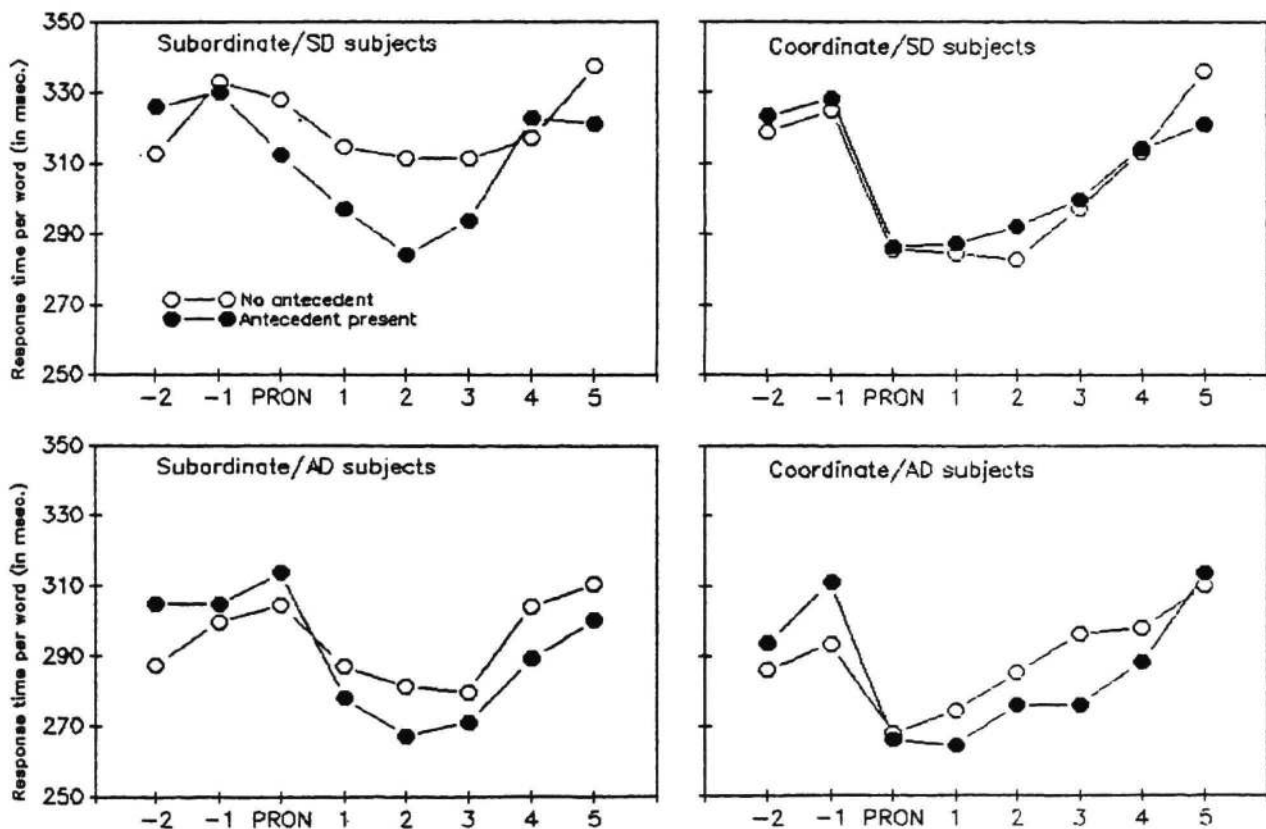 Response time per word (in msec.)
350
330
310
290
270
250
Subordinate/SD subjects
No antecedent
Antecedent present
-2 -1 PRON 1 2 3 4 5
Coordinate/SD subjects
-2 -1 PRON 1 2 3 4 5
Response time per word (in msec.)
350
330
310
290
270
250
Subordinate/AD subjects
-2 -1 PRON 1 2 3 4 5
Coordinate/AD subjects
-2 -1 PRON 1 2 3 4 5